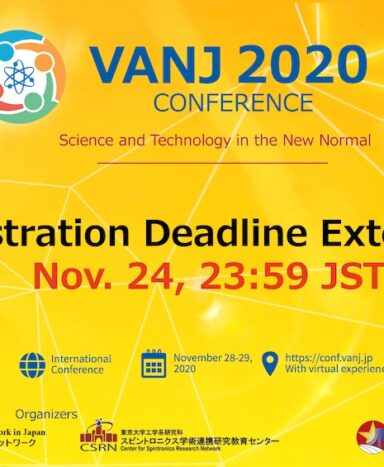 VANJ 2020
CONFERENCE
Science and Technology in the New Normal
stration Deadline Exte
Nov. 24, 23:59 JST
International
Conference
November 28-29,
2020
https://conf.vanj.jp
With virtual experienc
Organizers
ork in Japan
ットワーク
CSRN
東京大学工学系研究科
スピントロニクス学術連携研究教育センター
Center for Spintronics Research Network